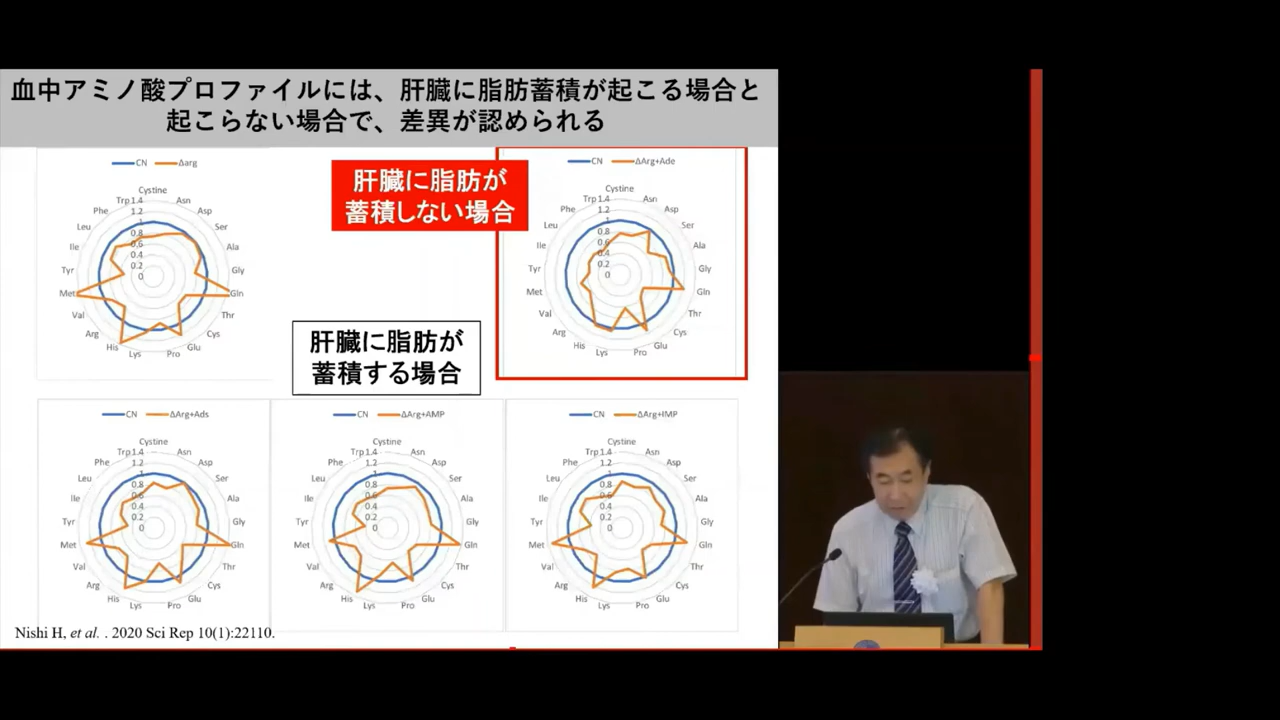 血中アミノ酸プロファイルには、肝臓に脂肪蓄積が起こる場合と
起こらない場合で、差異が認められる
CN Δarg
Cystine
Asn
Asp
Ser
Ala
Gly
Gln
Thr
Cys
Glu
Pro
Lys
His
Arg
Val
Met
Tyr
Ile
Leu
Phe
Trp
1.4
1.2
1
0.8
0.6
0.4
0.2
0
肝臓に脂肪が
蓄積しない場合
CN ΔArg+Ade
Cystine
Asn
Asp
Ser
Ala
Gly
Gln
Thr
Cys
Glu
Pro
Lys
His
Arg
Val
Met
Tyr
Ile
Leu
Phe
Trp
1.4
1.2
1
0.8
0.6
0.4
0.2
0
肝臓に脂肪が
蓄積する場合
CN ΔArg+Ads
Cystine
Asn
Asp
Ser
Ala
Gly
Gln
Thr
Cys
Glu
Pro
Lys
His
Arg
Val
Met
Tyr
Ile
Leu
Phe
Trp
1.4
1.2
1
0.8
0.6
0.4
0.2
0
CN ΔArg+AMP
Cystine
Asn
Asp
Ser
Ala
Gly
Gln
Thr
Cys
Glu
Pro
Lys
His
Arg
Val
Met
Tyr
Ile
Leu
Phe
Trp
1.4
1.2
1
0.8
0.6
0.4
0.2
0
CN ΔArg+IMP
Cystine
Asn
Asp
Ser
Ala
Gly
Gln
Thr
Cys
Glu
Pro
Lys
His
Arg
Val
Met
Tyr
Ile
Leu
Phe
Trp
1.4
1.2
1
0.8
0.6
0.4
0.2
0
Nishi H, et al. . 2020 Sci Rep 10(1):22110.